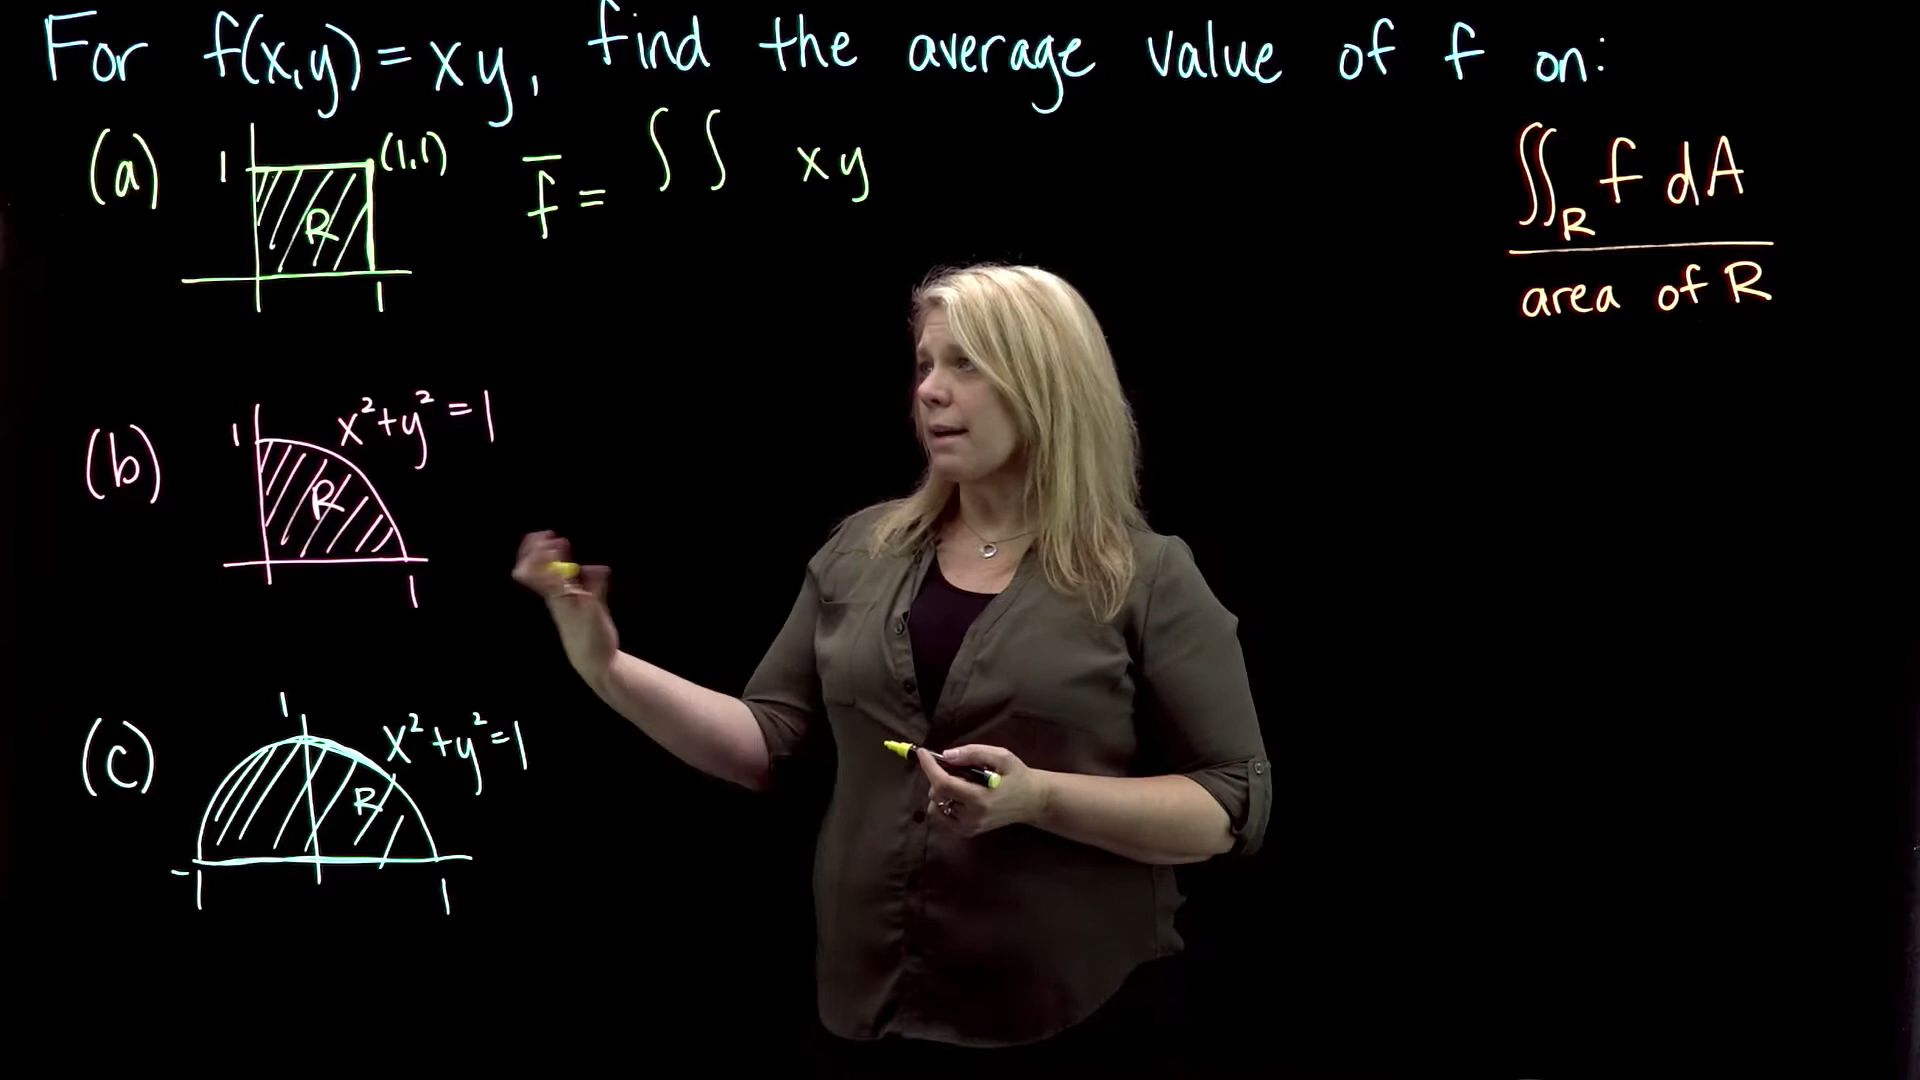 For f(x,y) = xy, find the average value of f on:
(a) 1 (1,1) R 1
f̅ = ∫∫ xy
∬_R f dA
area of R
(b) 1 x² + y² = 1 R 1
(c) 1 x² + y² = 1 R -1 1